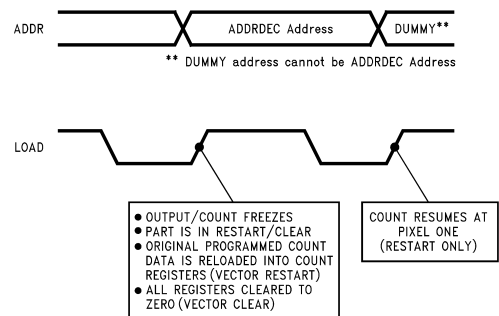 ADDR
ADDRDEC Address
DUMMY**
** DUMMY address cannot be ADDRDEC Address
LOAD
● OUTPUT/COUNT FREEZES
● PART IS IN RESTART/CLEAR
● ORIGINAL PROGRAMMED COUNT
DATA IS RELOADED INTO COUNT
REGISTERS (VECTOR RESTART)
● ALL REGISTERS CLEARED TO
ZERO (VECTOR CLEAR)
COUNT RESUMES AT
PIXEL ONE
(RESTART ONLY)